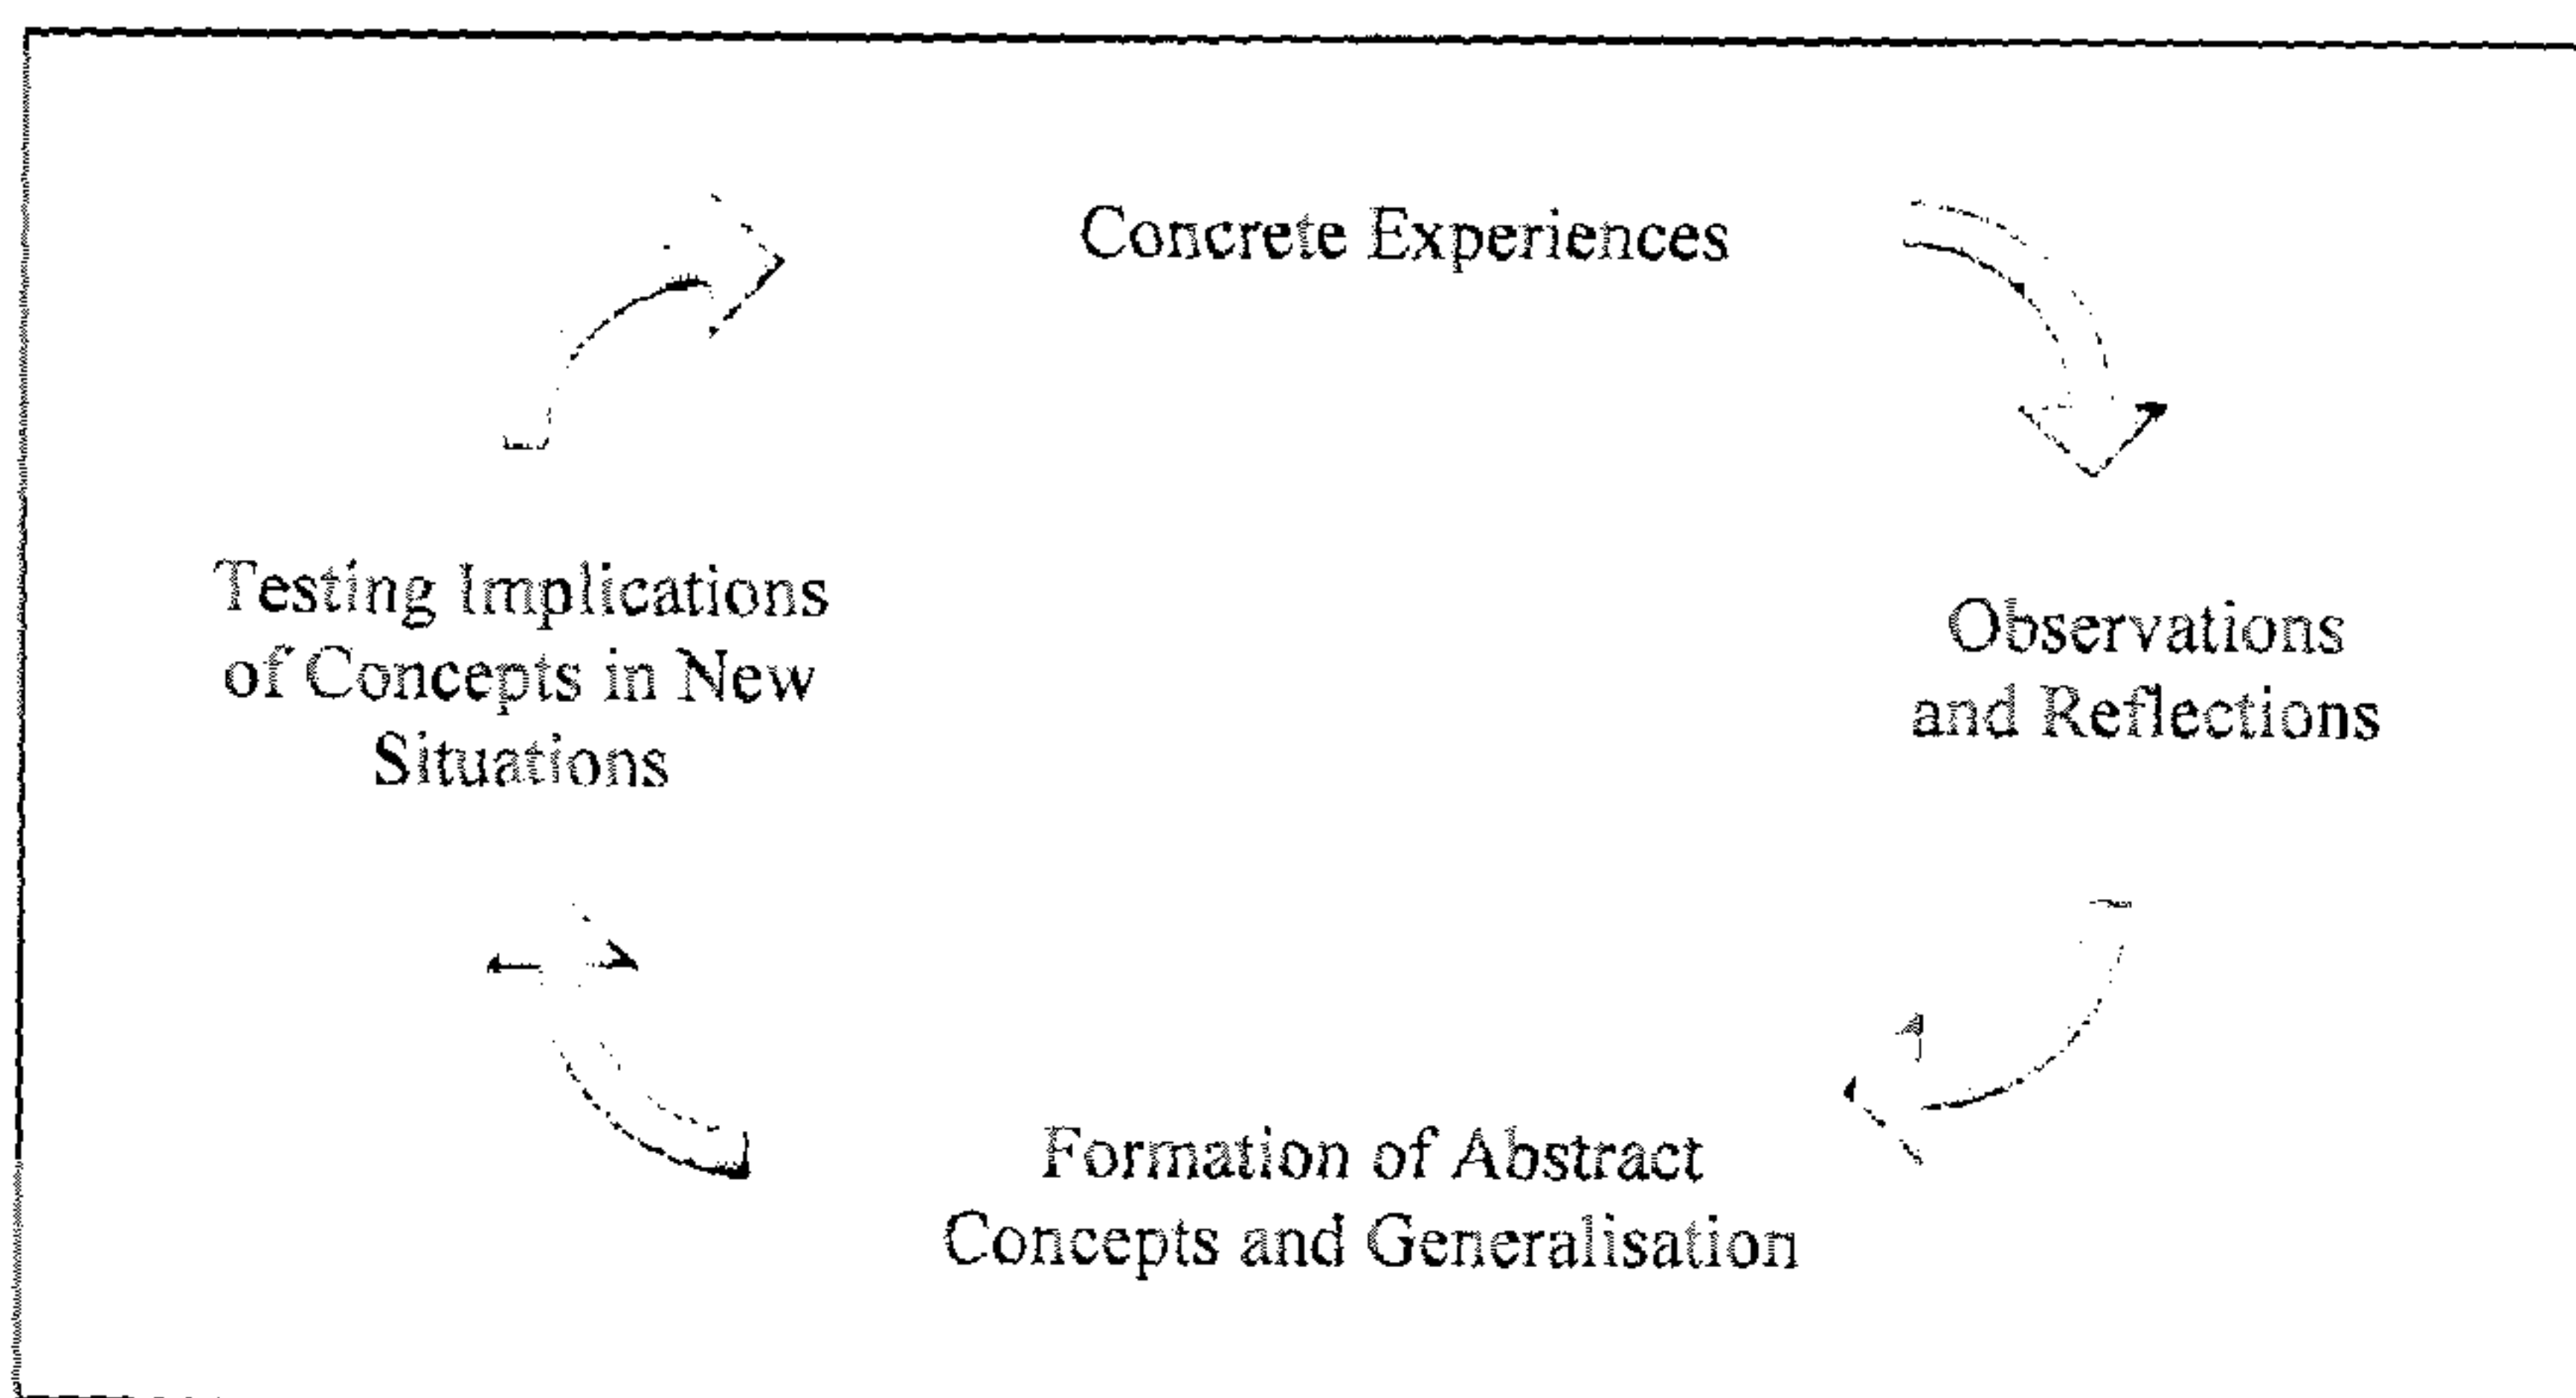 Concrete Experiences
Testing Implications
of Concepts in New
Situations
Observations
and Reflections
Formation of Abstract
Concepts and Generalisation